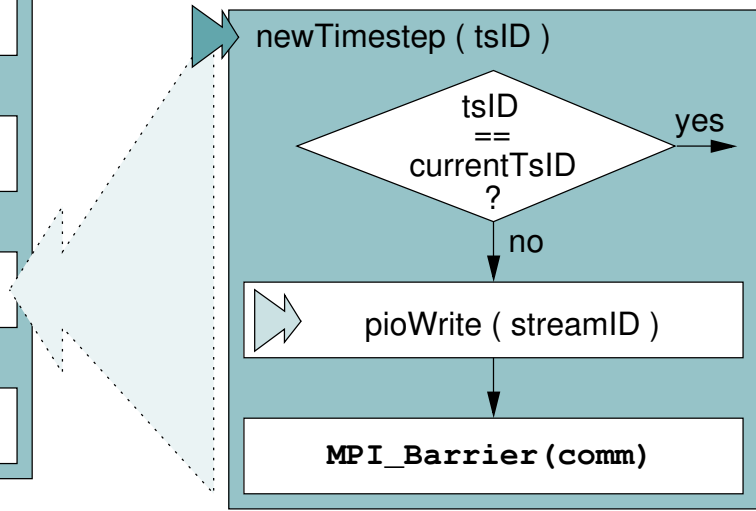 newTimestep ( tsID )
tsID
==
currentTsID
?
yes
no
pioWrite ( streamID )
MPI_Barrier(comm)